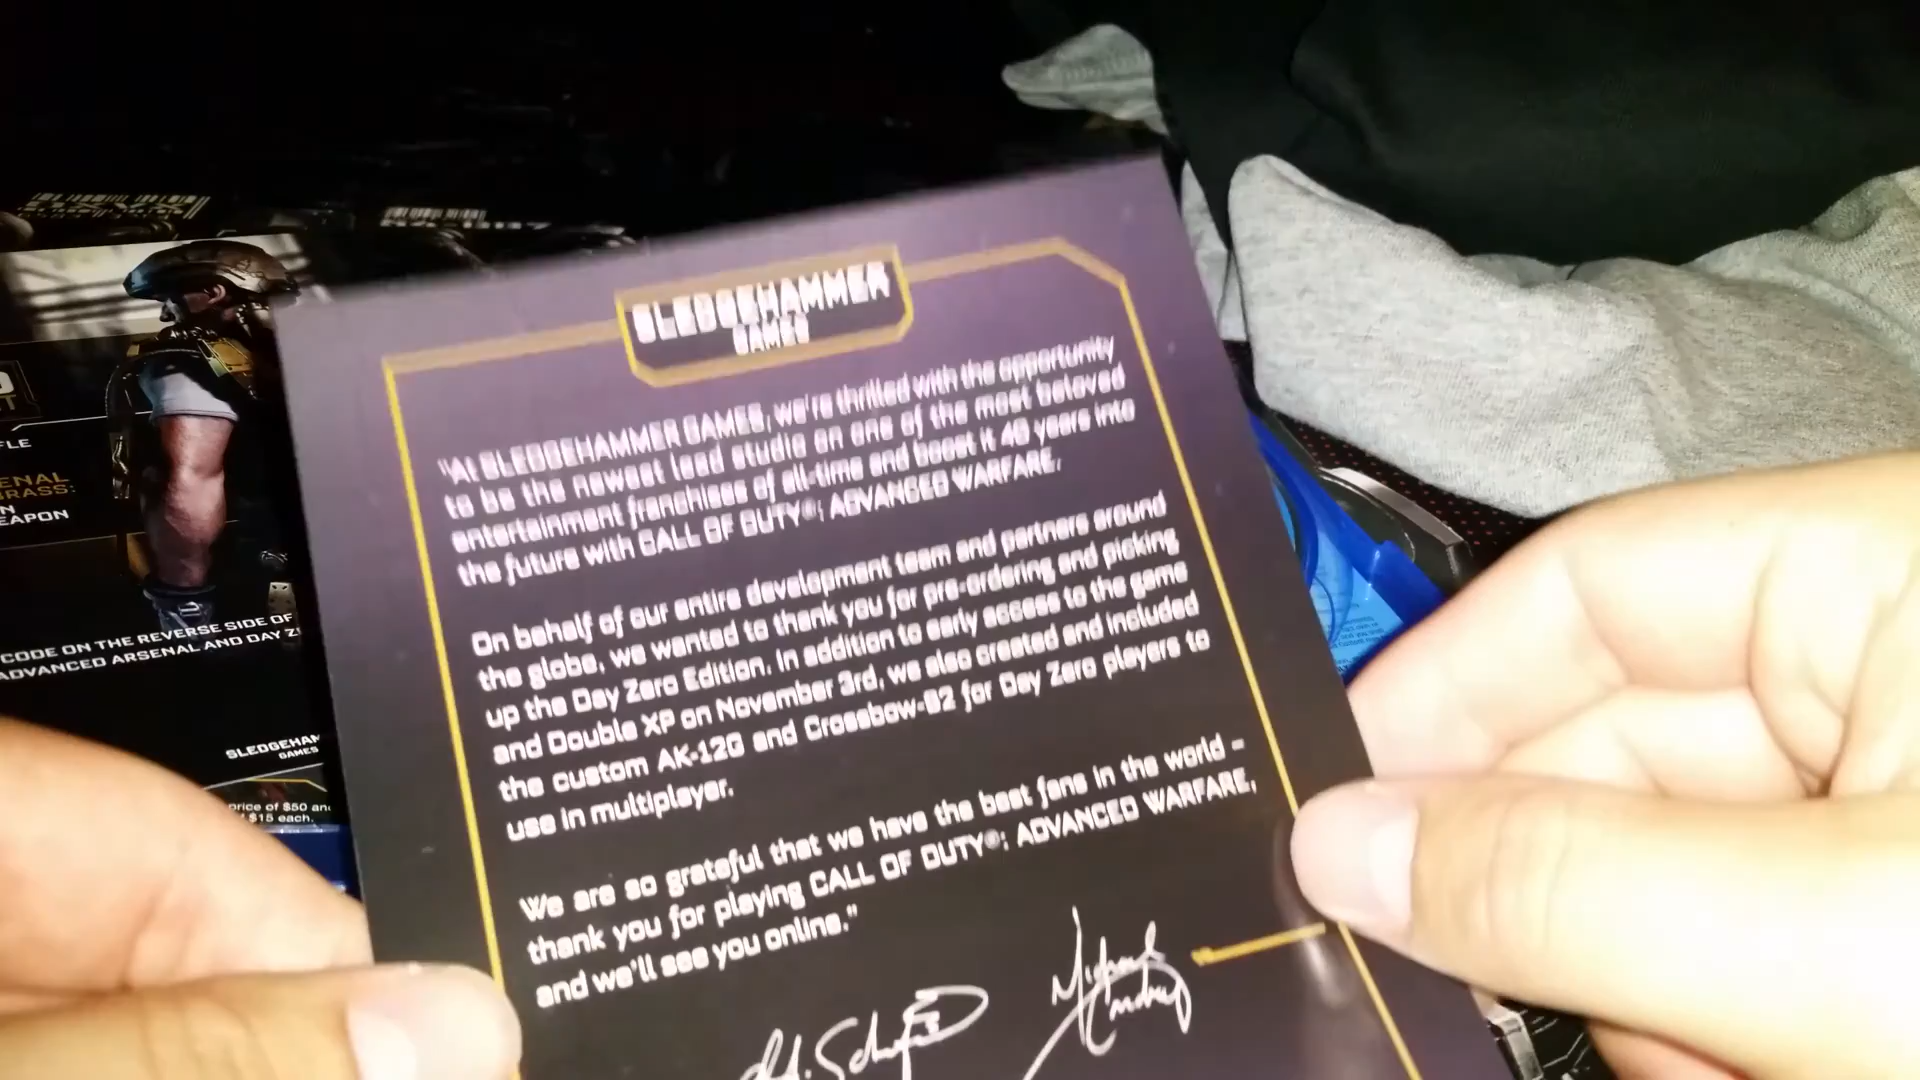 SLEDGEHAMMER
GAMES
"At SLEDGEHAMMER GAMES, we're thrilled with the opportunity
to be the newest lead studio on one of the most beloved
entertainment franchises of all-time and boost it 40 years into
the future with CALL OF DUTY®: ADVANCED WARFARE.
On behalf of our entire development team and partners around
the globe, we wanted to thank you for pre-ordering and picking
up the Day Zero Edition. In addition to early access to the game
and Double XP on November 3rd, we also created and included
the custom AK-12G and Crossbow-B2 for Day Zero players to
use in multiplayer.
We are so grateful that we have the best fans in the world –
thank you for playing CALL OF DUTY®: ADVANCED WARFARE,
and we'll see you online."
EAPON
CODE ON THE REVERSE SIDE OF
ADVANCED ARSENAL AND DAY Z
SLEDGEHAM
GAMES
price of $50 an
$15 each.